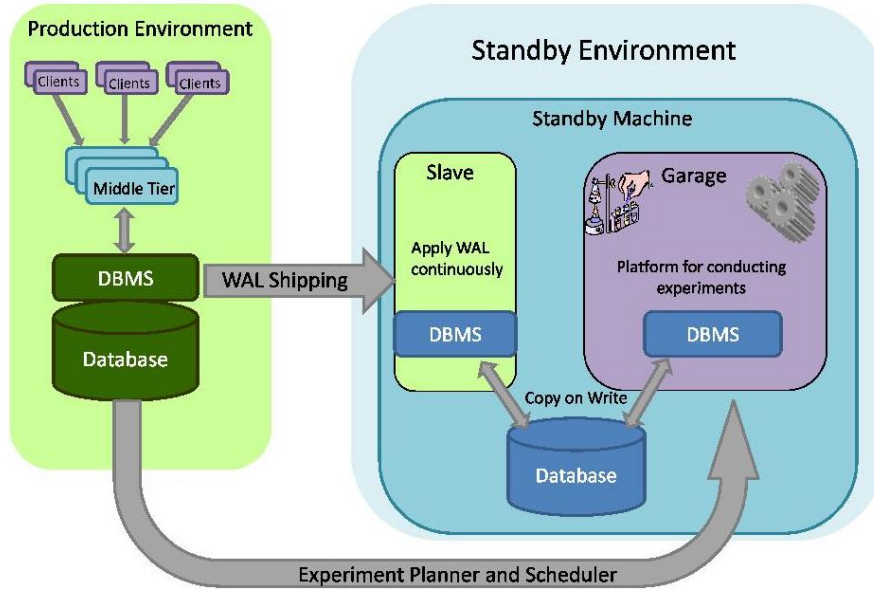 Production Environment
Clients
Clients
Clients
Middle Tier
DBMS
Database
WAL Shipping
Standby Environment
Standby Machine
Slave
Apply WAL
continuously
DBMS
Garage
Platform for conducting
experiments
DBMS
Copy on Write
Database
Experiment Planner and Scheduler